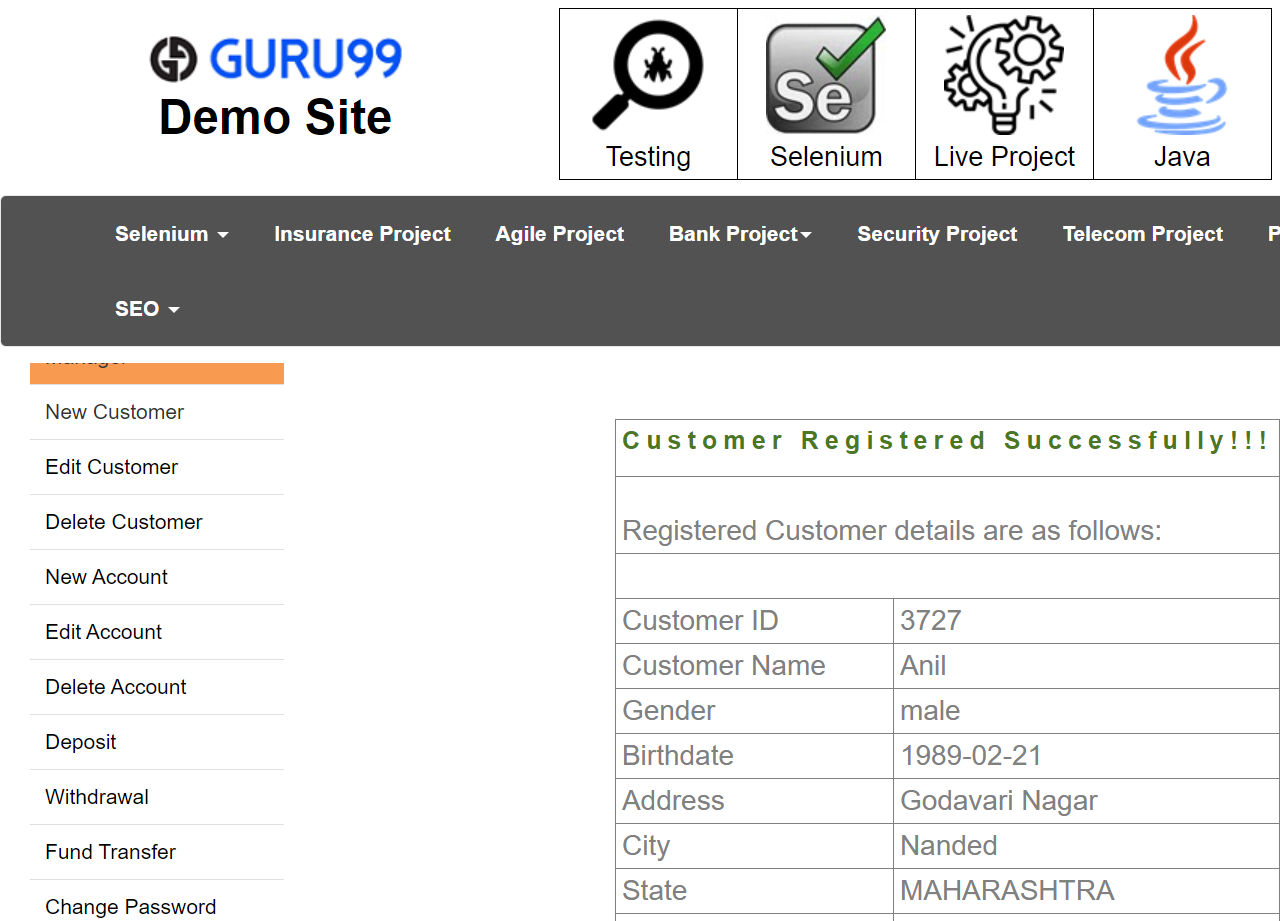 GURU99
Demo Site
Testing
Se
Selenium
Live Project
Java
Selenium
Insurance Project
Agile Project
Bank Project
Security Project
Telecom Project
SEO
New Customer
Edit Customer
Delete Customer
New Account
Edit Account
Delete Account
Deposit
Withdrawal
Fund Transfer
Change Password
Customer Registered Successfully!!!
Registered Customer details are as follows:
Customer ID 3727
Customer Name Anil
Gender male
Birthdate 1989-02-21
Address Godavari Nagar
City Nanded
State MAHARASHTRA